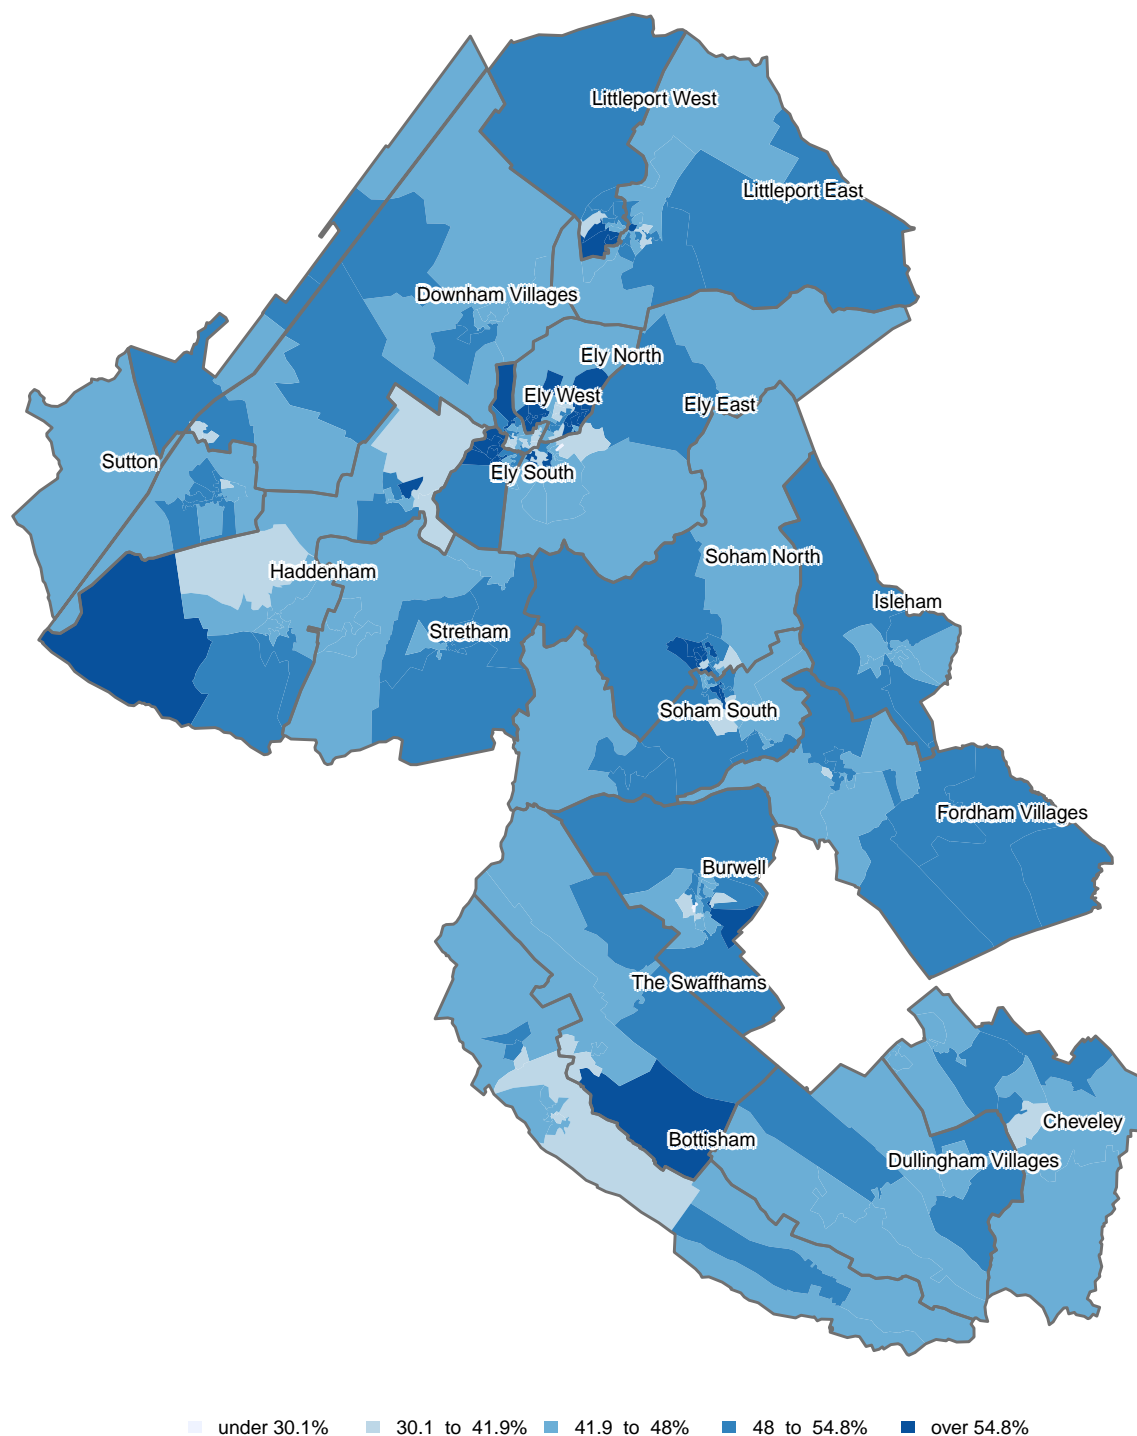 Littleport West
Littleport East
Downham Villages
Ely North
Ely West
Ely East
Sutton
Ely South
Soham North
Haddenham
Isleham
Stretham
Soham South
Fordham Villages
Burwell
The Swaffhams
Cheveley
Bottisham
Dullingham Villages
under 30.1% 30.1 to 41.9% 41.9 to 48% 48 to 54.8% over 54.8%